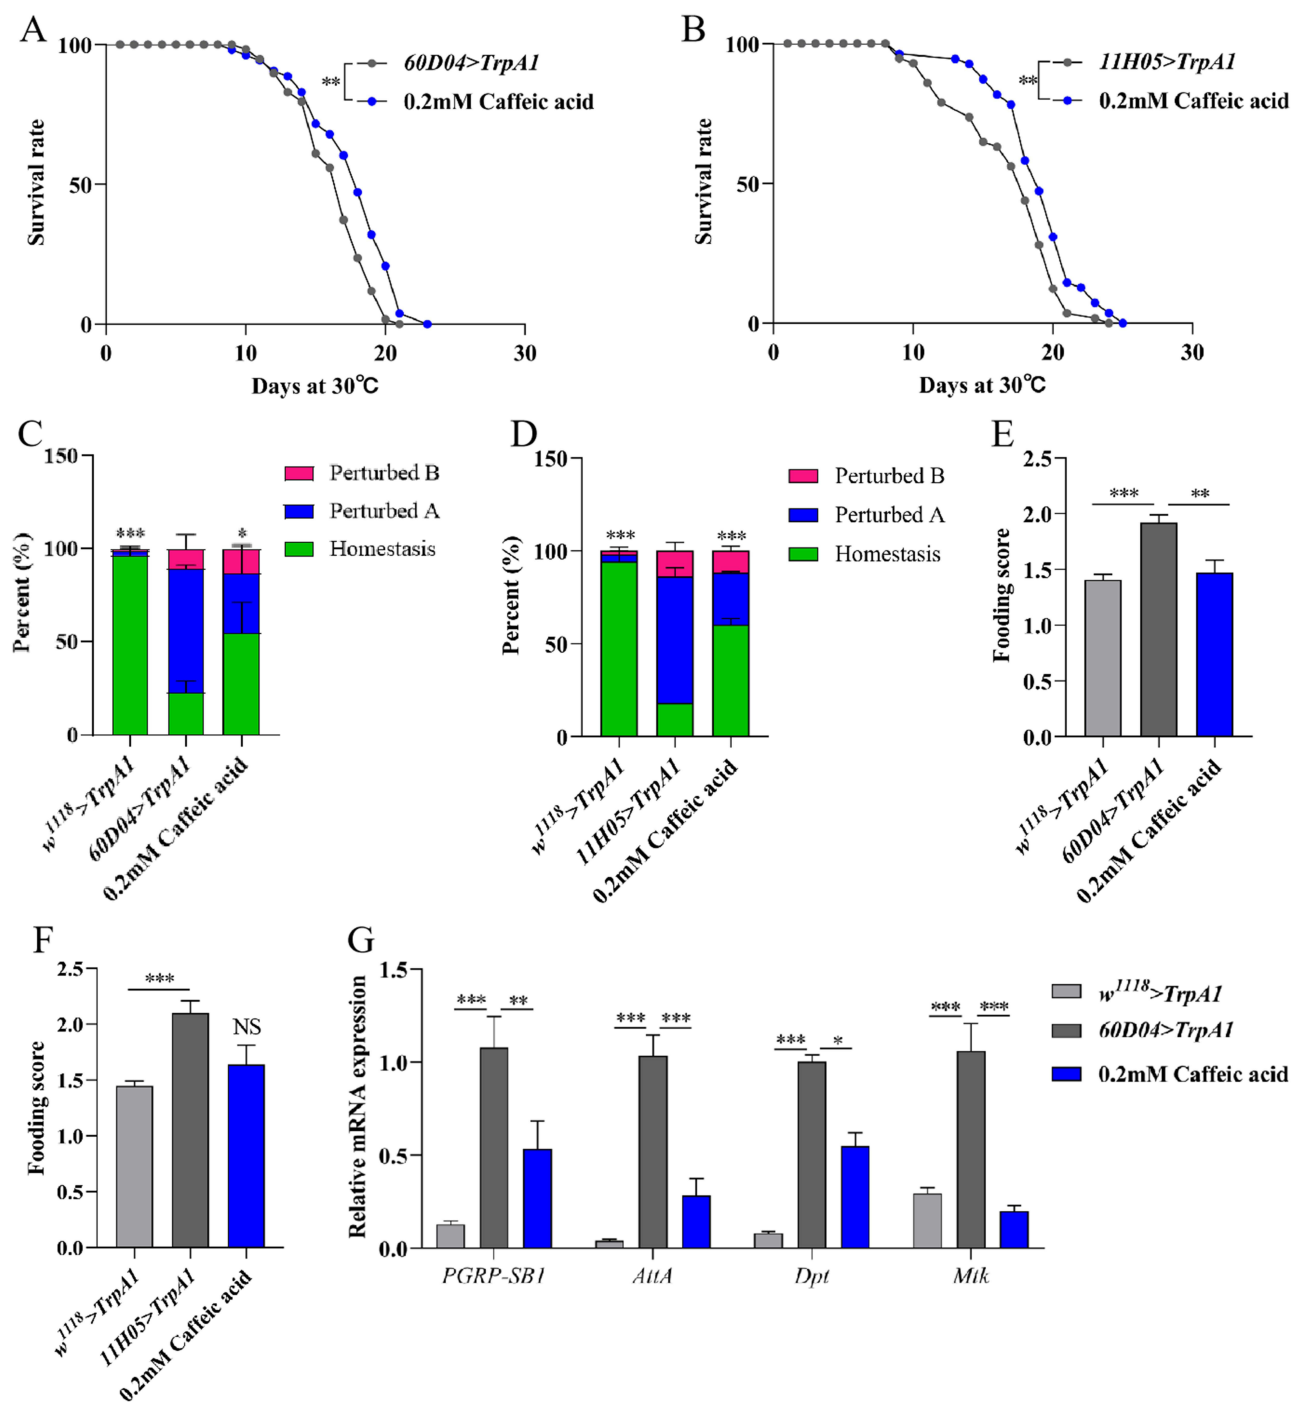 A
100
50
0
Survival rate
0 10 20 30
Days at 30℃
**
60D04>TrpA1
0.2mM Caffeic acid
B
100
50
0
Survival rate
0 10 20 30
Days at 30℃
**
11H05>TrpA1
0.2mM Caffeic acid
C
150
100
50
0
Percent (%)
*** *
Perturbed B
Perturbed A
Homestasis
w1118>TrpA1
60D04>TrpA1
0.2mM Caffeic acid
D
150
100
50
0
Percent (%)
*** ***
Perturbed B
Perturbed A
Homestasis
w1118>TrpA1
11H05>TrpA1
0.2mM Caffeic acid
E
2.5
2.0
1.5
1.0
0.5
0.0
Fooding score
*** **
w1118>TrpA1
60D04>TrpA1
0.2mM Caffeic acid
F
2.5
2.0
1.5
1.0
0.5
0.0
Fooding score
***
NS
w1118>TrpA1
11H05>TrpA1
0.2mM Caffeic acid
G
1.5
1.0
0.5
0.0
Relative mRNA expression
*** ** *** *** *** * *** ***
PGRP-SB1 AttA Dpt Mtk
w1118>TrpA1
60D04>TrpA1
0.2mM Caffeic acid